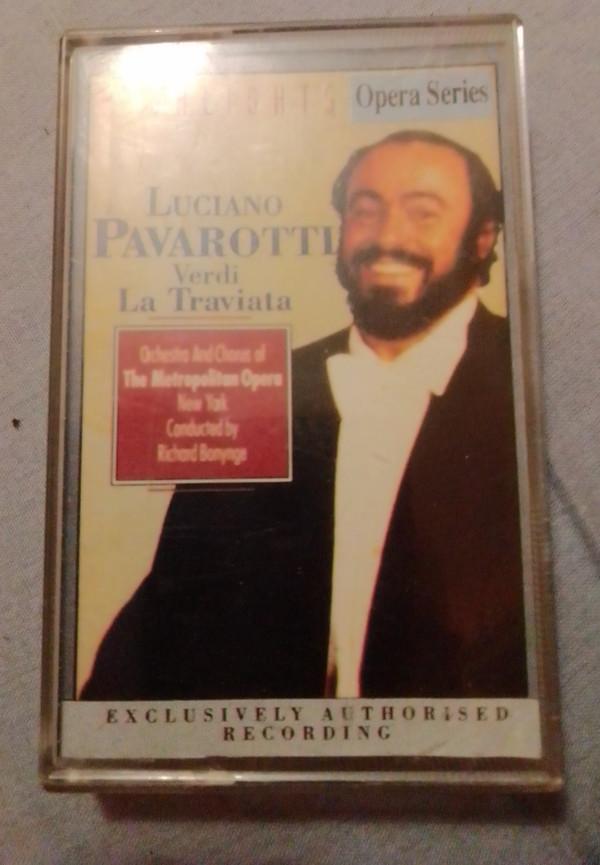 HIGHLIGHTS
Opera Series
LUCIANO
PAVAROTTI
Verdi
La Traviata
Orchestra And Chorus of
The Metropolitan Opera
New York
Conducted by
Richard Bonynge
EXCLUSIVELY AUTHORISED
RECORDING